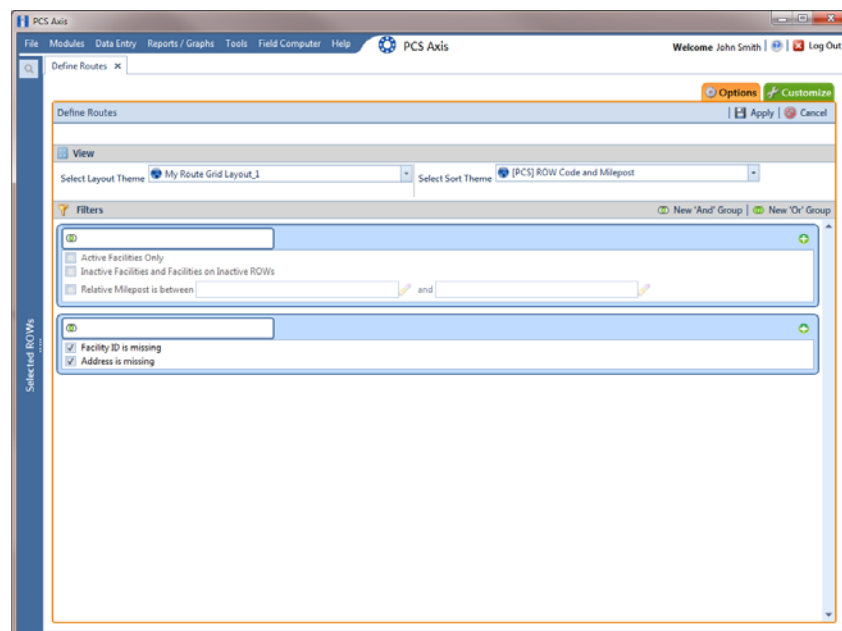 PCS Axis
File Modules Data Entry Reports / Graphs Tools Field Computer Help PCS Axis Welcome John Smith Log Out
Define Routes
Options Customize
Define Routes Apply Cancel
View
Select Layout Theme My Route Grid Layout_1 Select Sort Theme [PCS] ROW Code and Milepost
Filters New 'And' Group New 'Or' Group
Active Facilities Only
Inactive Facilities and Facilities on Inactive ROWs
Relative Milepost is between and
Facility ID is missing
Address is missing
Selected ROWs